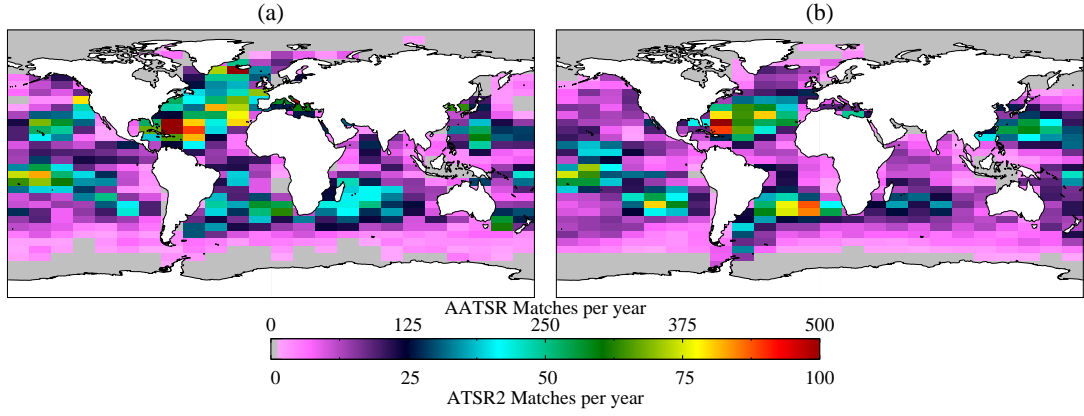 (a) (b)
AATSR Matches per year
0 125 250 375 500
0 25 50 75 100
ATSR2 Matches per year